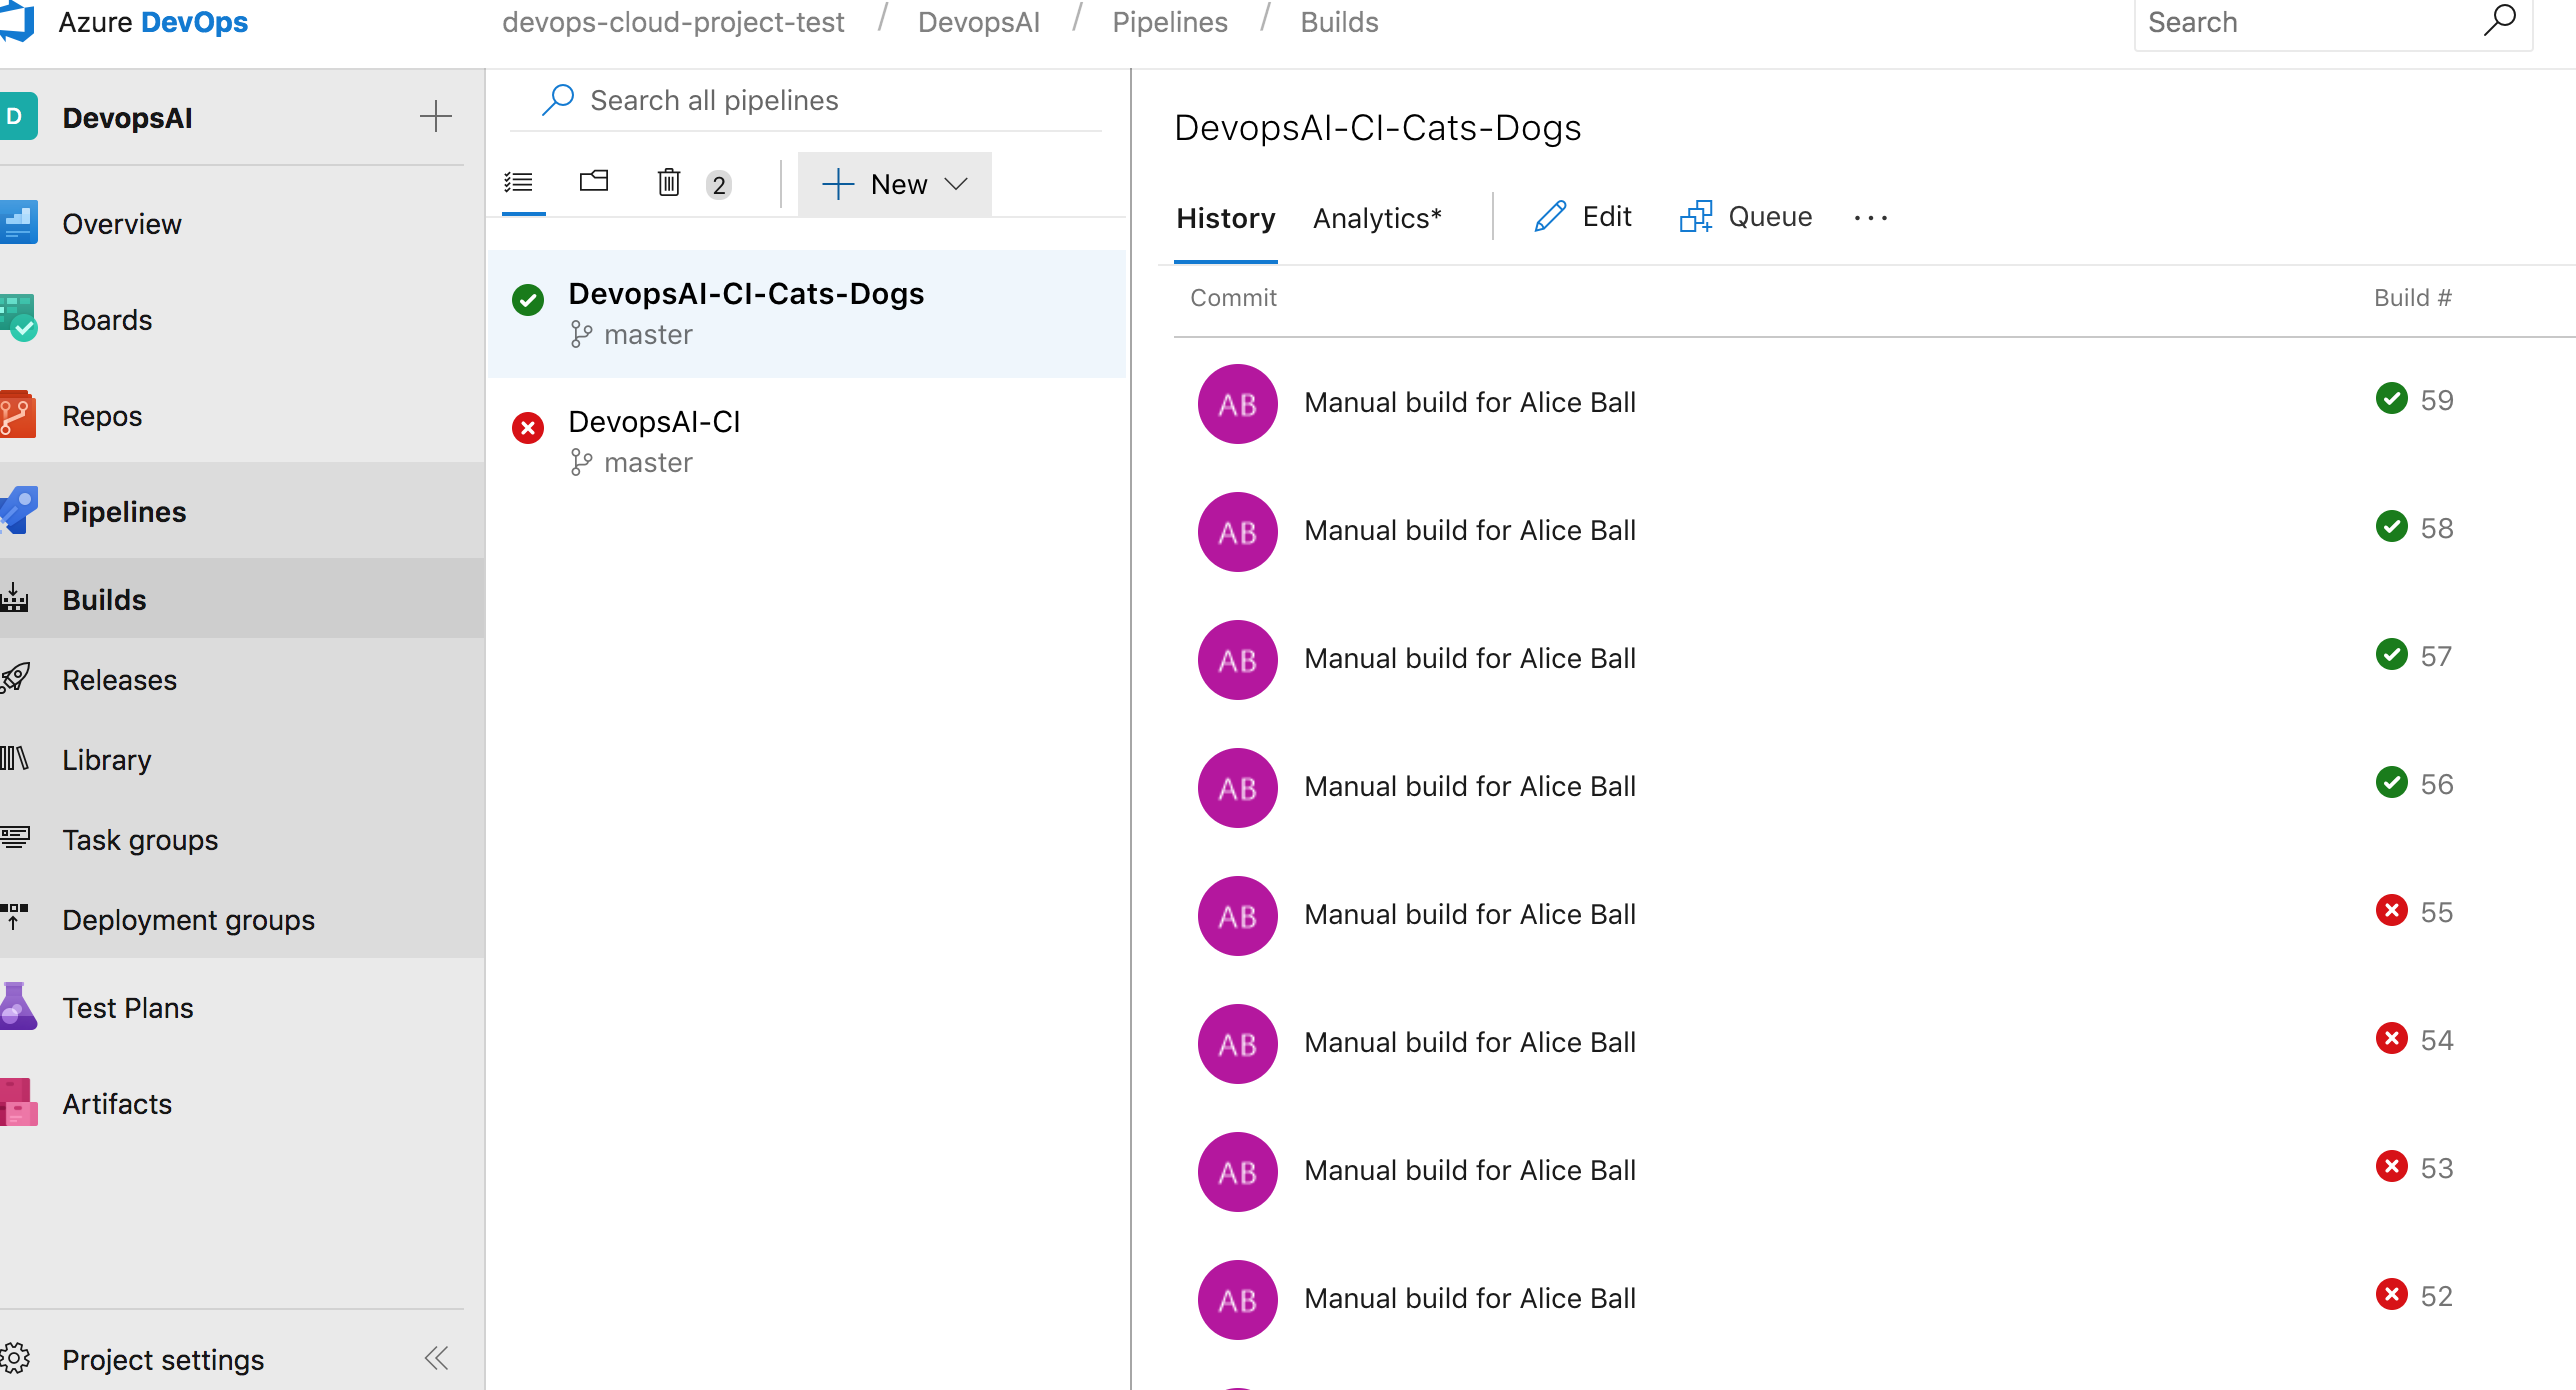 Azure DevOps
devops-cloud-project-test / DevopsAI / Pipelines / Builds
Search
D
DevopsAI
Overview
Boards
Repos
Pipelines
Builds
Releases
Library
Task groups
Deployment groups
Test Plans
Artifacts
Project settings
Search all pipelines
2
New
DevopsAI-CI-Cats-Dogs
master
DevopsAI-CI
master
DevopsAI-CI-Cats-Dogs
History Analytics* Edit Queue ...
Commit Build #
AB Manual build for Alice Ball 59
AB Manual build for Alice Ball 58
AB Manual build for Alice Ball 57
AB Manual build for Alice Ball 56
AB Manual build for Alice Ball 55
AB Manual build for Alice Ball 54
AB Manual build for Alice Ball 53
AB Manual build for Alice Ball 52